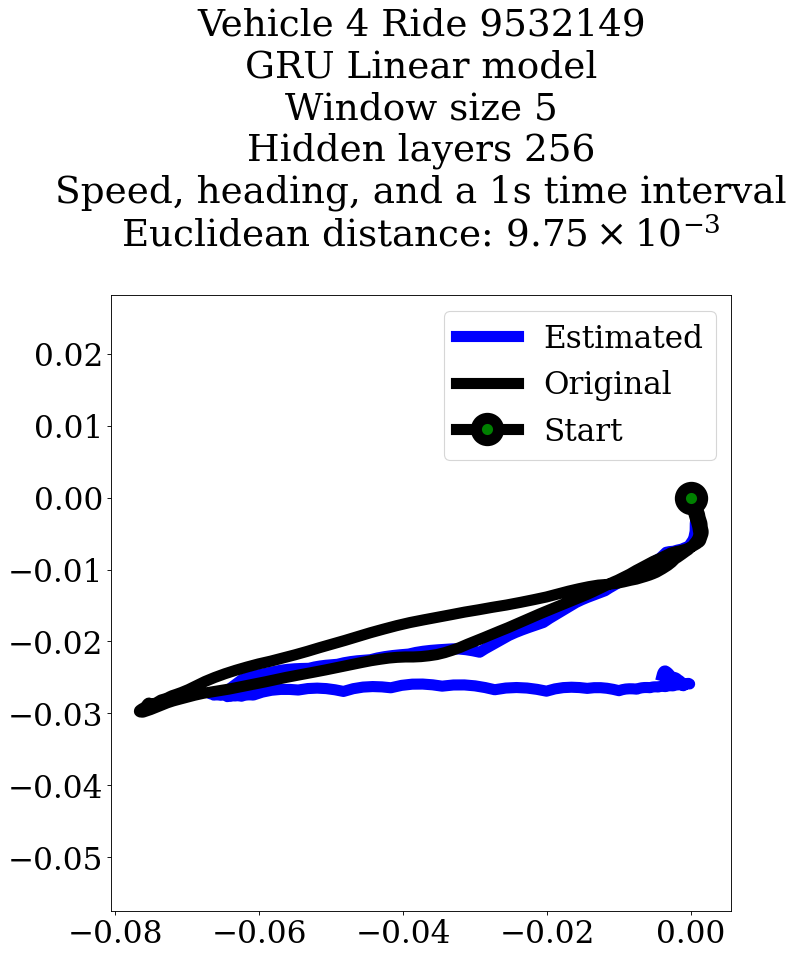 Vehicle 4 Ride 9532149
GRU Linear model
Window size 5
Hidden layers 256
Speed, heading, and a 1s time interval
Euclidean distance: 9.75 × 10⁻³
Estimated
Original
Start
0.02
0.01
0.00
−0.01
−0.02
−0.03
−0.04
−0.05
−0.08 −0.06 −0.04 −0.02 0.00